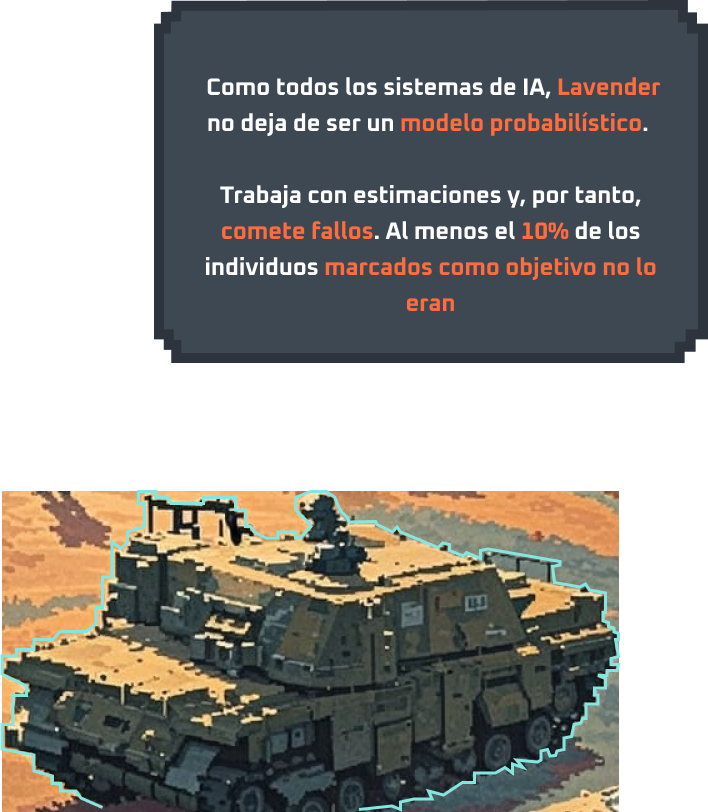 Como todos los sistemas de IA, Lavender
no deja de ser un modelo probabilístico.
Trabaja con estimaciones y, por tanto,
comete fallos. Al menos el 10% de los
individuos marcados como objetivo no lo
eran